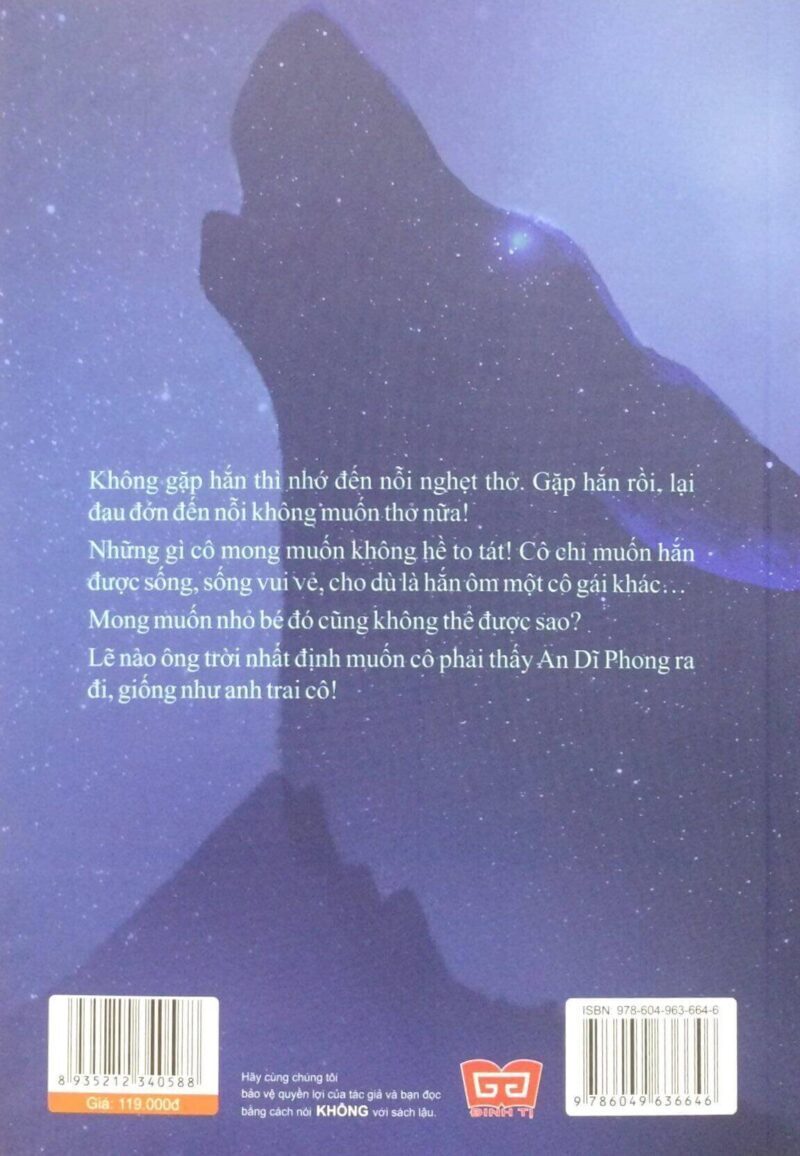 Không gặp hắn thì nhớ đến nỗi nghẹt thở. Gặp hắn rồi, lại
đau đớn đến nỗi không muốn thở nữa!
Những gì cô mong muốn không hề to tát! Cô chỉ muốn hắn
được sống, sống vui vẻ, cho dù là hắn ôm một cô gái khác…
Mong muốn nhỏ bé đó cũng không thể được sao?
Lẽ nào ông trời nhất định muốn cô phải thấy An Dĩ Phong ra
đi, giống như anh trai cô!
ISBN: 978-604-963-664-6
8 935212 340588
Giá: 119.000đ
Hãy cùng chúng tôi
bảo vệ quyền lợi của tác giả và bạn đọc
bằng cách nói KHÔNG với sách lậu.
ĐINH TỊ
9 786049 636646